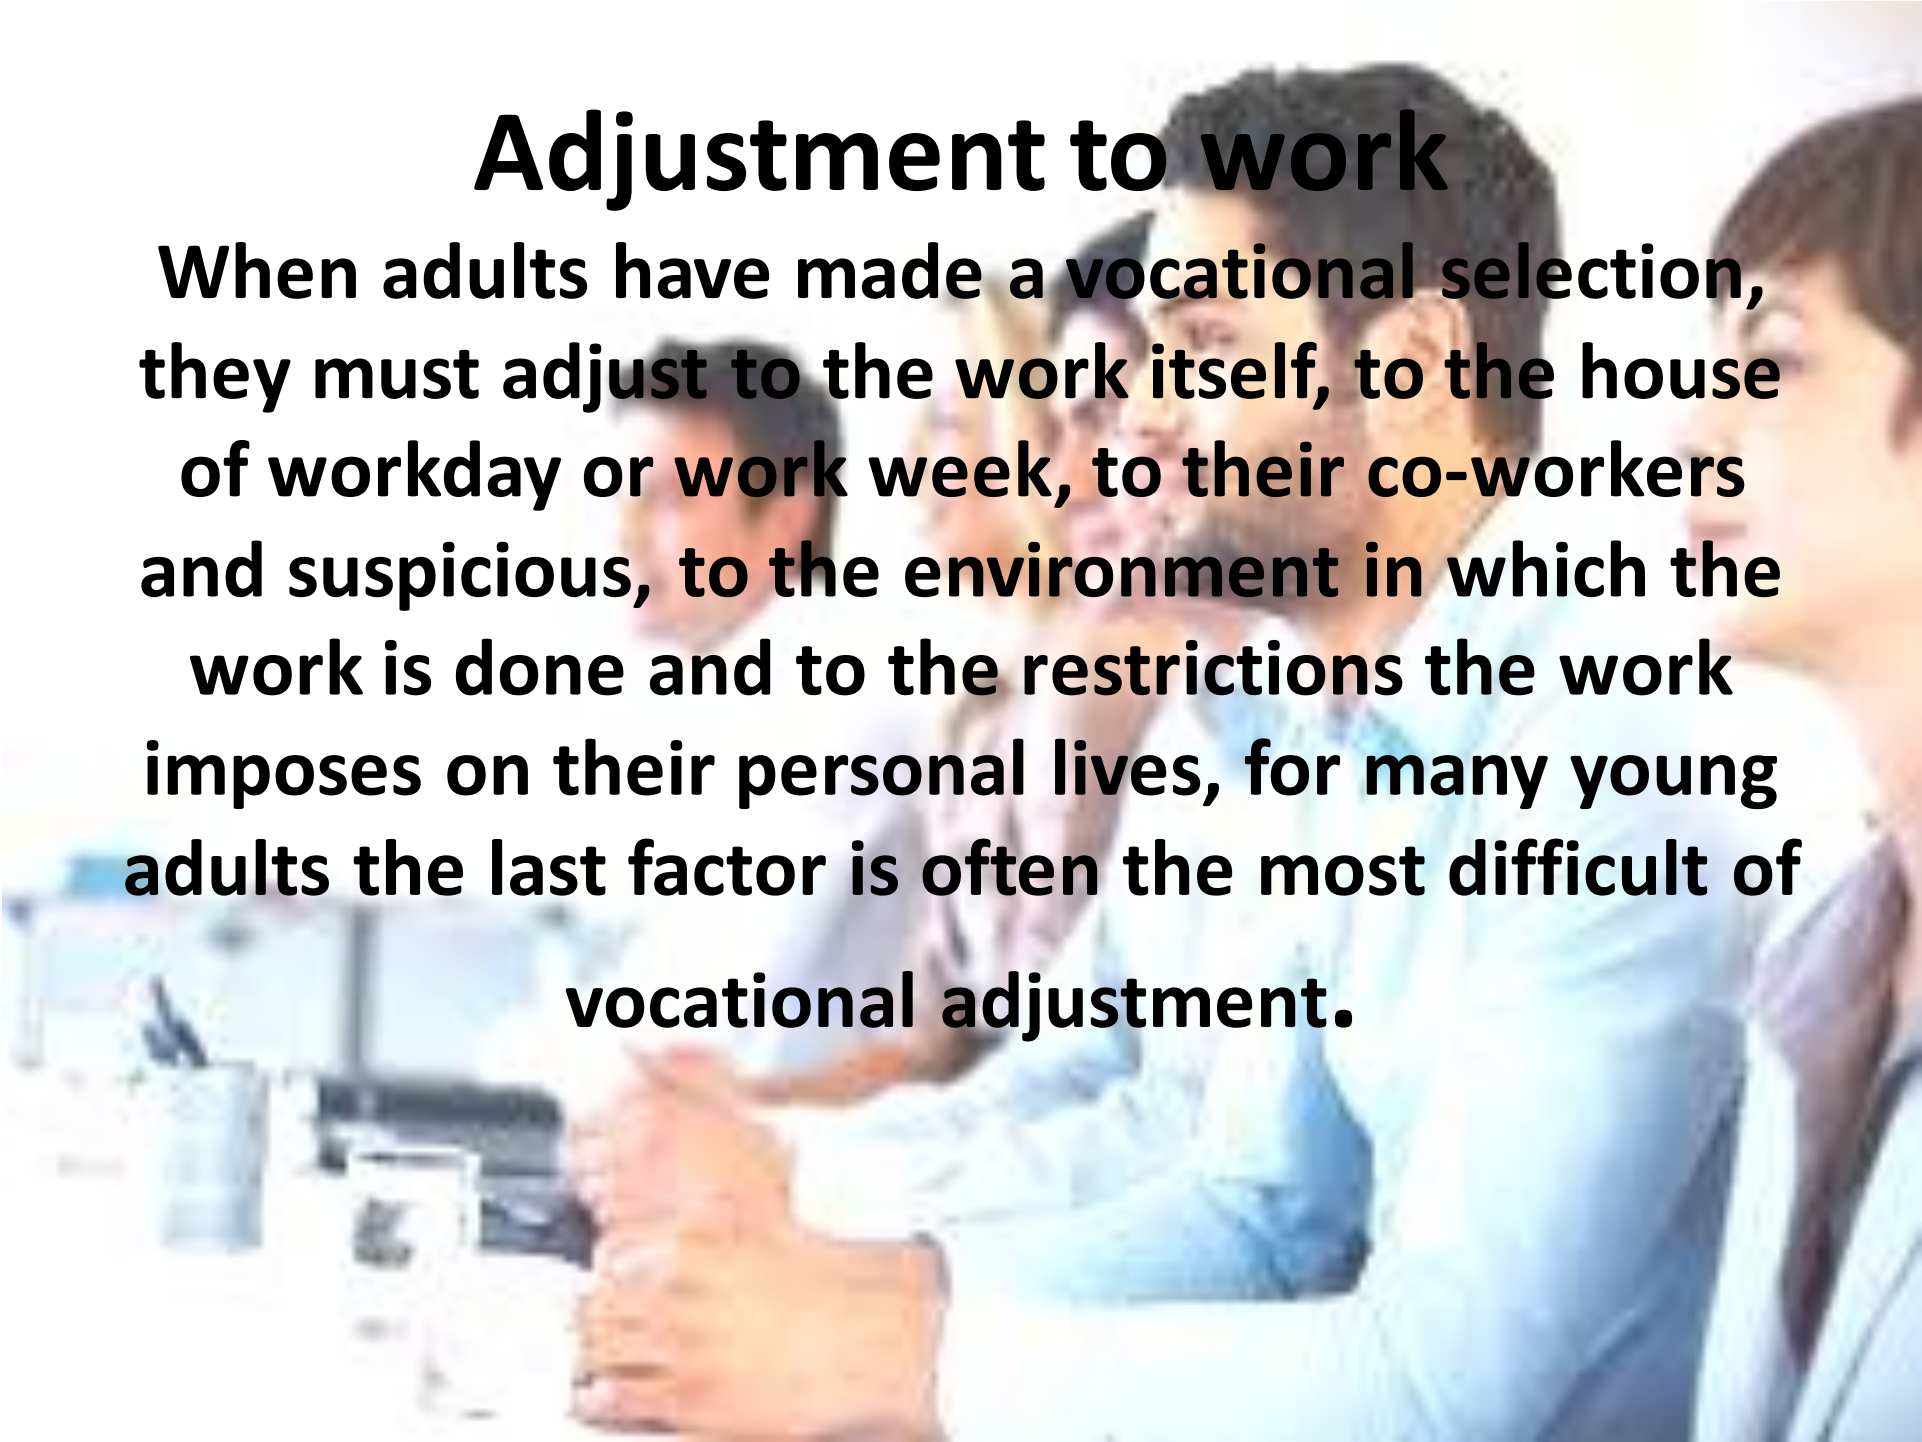 Adjustment to work
When adults have made a vocational selection,
they must adjust to the work itself, to the house
of workday or work week, to their co-workers
and suspicious, to the environment in which the
work is done and to the restrictions the work
imposes on their personal lives, for many young
adults the last factor is often the most difficult of
vocational adjustment.